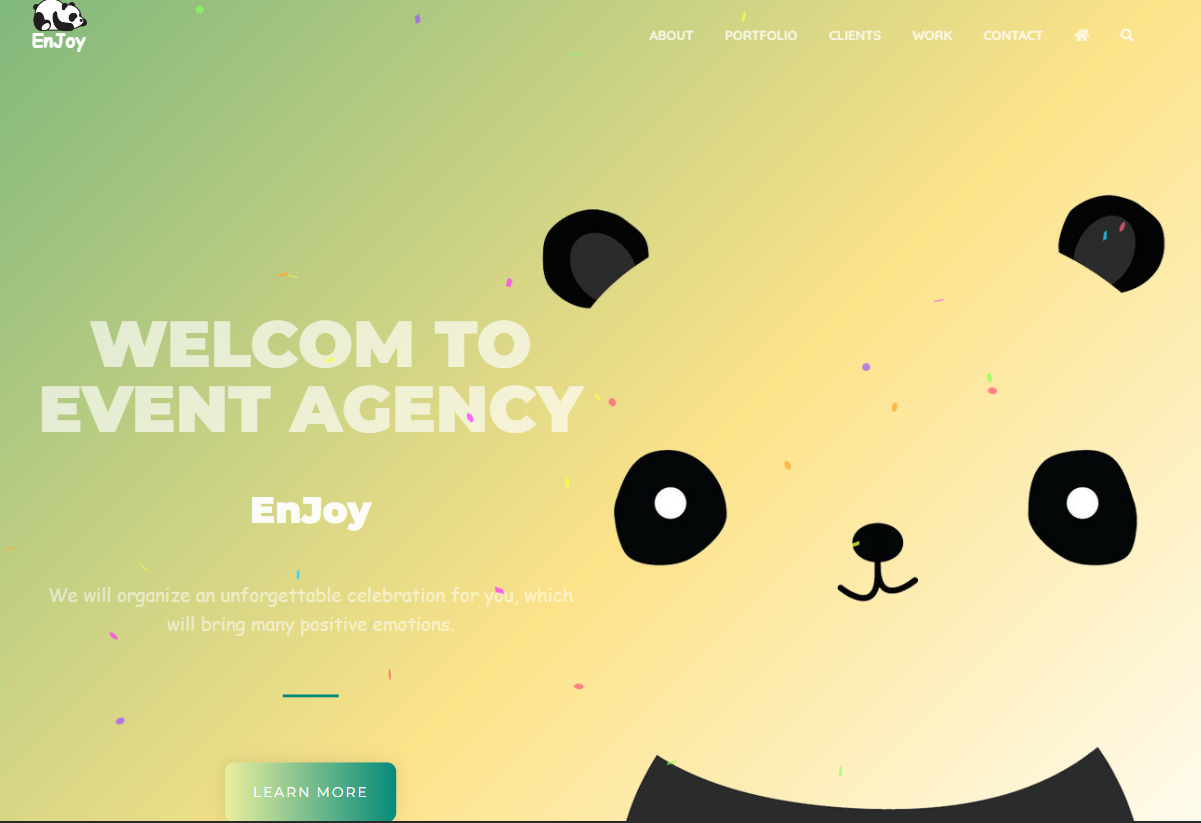 EnJoy
ABOUT PORTFOLIO CLIENTS WORK CONTACT
WELCOM TO
EVENT AGENCY
EnJoy
We will organize an unforgettable celebration for you, which
will bring many positive emotions.
LEARN MORE